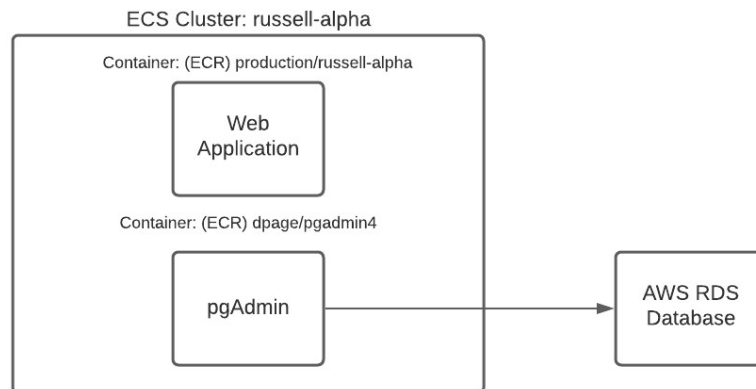 ECS Cluster: russell-alpha
Container: (ECR) production/russell-alpha
Web
Application
Container: (ECR) dpage/pgadmin4
pgAdmin
AWS RDS
Database